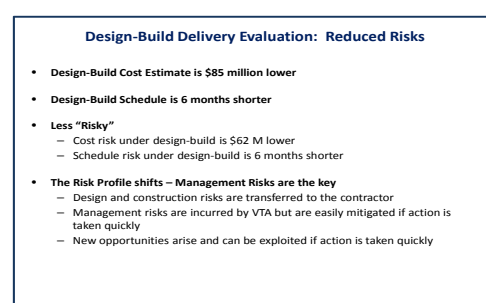 Design-Build Delivery Evaluation:  Reduced Risks
• Design-Build Cost Estimate is $85 million lower
• Design-Build Schedule is 6 months shorter
• Less “Risky”
– Cost risk under design-build is $62 M lower
– Schedule risk under design-build is 6 months shorter
• The Risk Profile shifts – Management Risks are the key
– Design and construction risks are transferred to the contractor
– Management risks are incurred by VTA but are easily mitigated if action is
taken quickly
– New opportunities arise and can be exploited if action is taken quickly